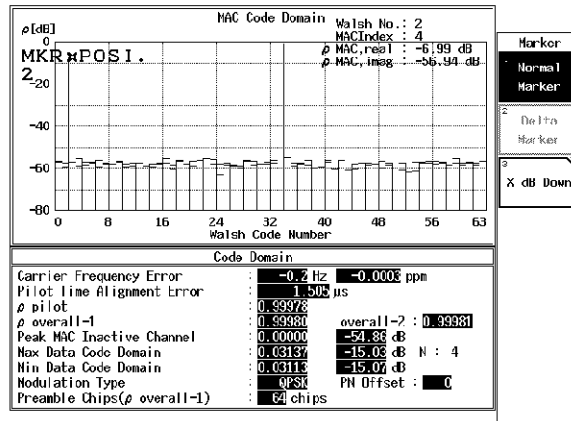 MAC Code Domain
Walsh No.: 2
MACIndex : 4
ρ MAC,real : -6.99 dB
ρ MAC,imag : -56.94 dB
ρ[dB]
MKR※POSI.
2
0
-20
-40
-60
-80
0 8 16 24 32 40 48 56 63
Walsh Code Number
Code Domain
Carrier Frequency Error : -0.2 Hz -0.0003 ppm
Pilot Time Alignment Error : 1.505 µs
ρ pilot : 0.99978
ρ overall-1 : 0.99980 overall-2 : 0.99981
Peak MAC Inactive Channel : 0.00000 -54.86 dB
Max Data Code Domain : 0.03137 -15.03 dB N : 4
Min Data Code Domain : 0.03113 -15.07 dB
Modulation Type : QPSK PN Offset : 0
Preamble Chips(ρ overall-1) : 64 chips
Marker
Normal
Marker
2
Delta
Marker
3
X dB Down